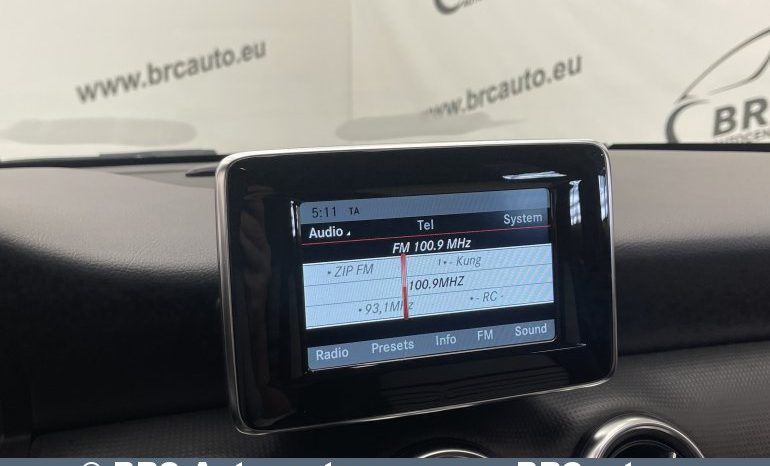 www.brcauto.eu
www.brcauto.eu
BRC
5:11 TA
Audio Tel System
FM 100.9 MHz
• ZIP FM - Kung
100.9MHZ
• 93,1MHz • - RC -
Radio Presets Info FM Sound